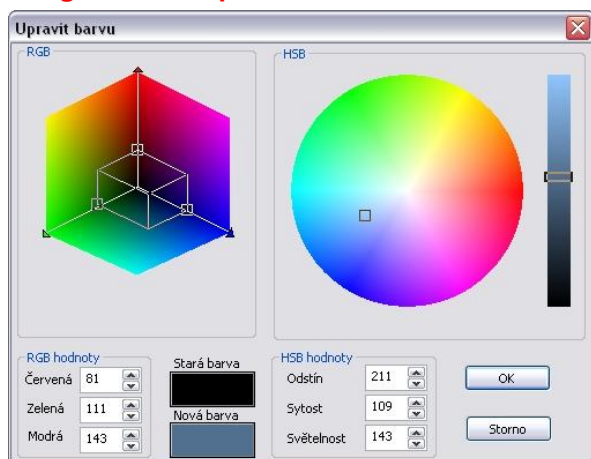 Upravit barvu
RGB
HSB
RGB hodnoty
Červená 81
Zelená 111
Modrá 143
Stará barva
Nová barva
HSB hodnoty
Odstín 211
Sytost 109
Světelnost 143
OK
Storno